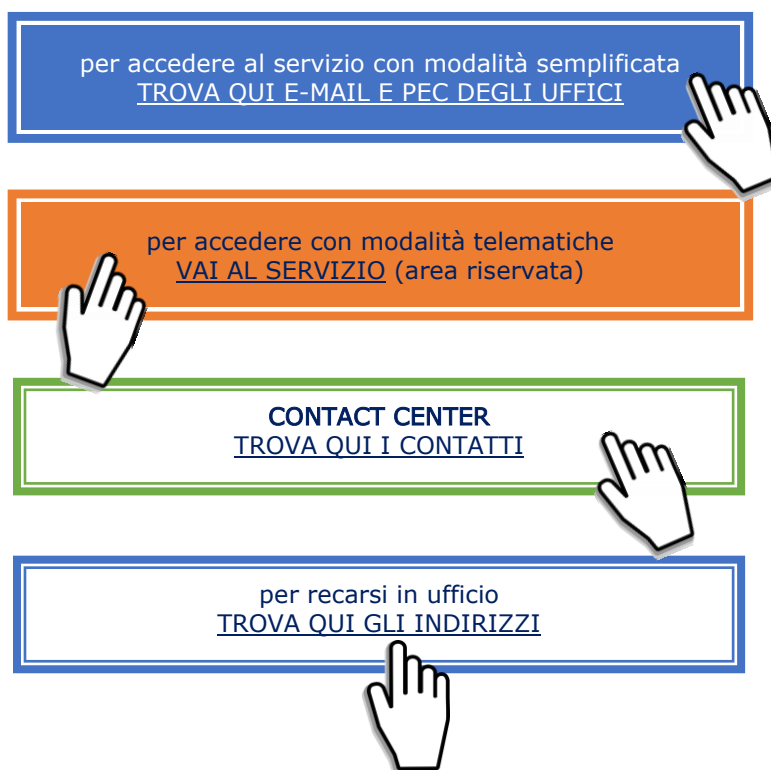 per accedere al servizio con modalità semplificata
TROVA QUI E-MAIL E PEC DEGLI UFFICI
per accedere con modalità telematiche
VAI AL SERVIZIO (area riservata)
CONTACT CENTER
TROVA QUI I CONTATTI
per recarsi in ufficio
TROVA QUI GLI INDIRIZZI